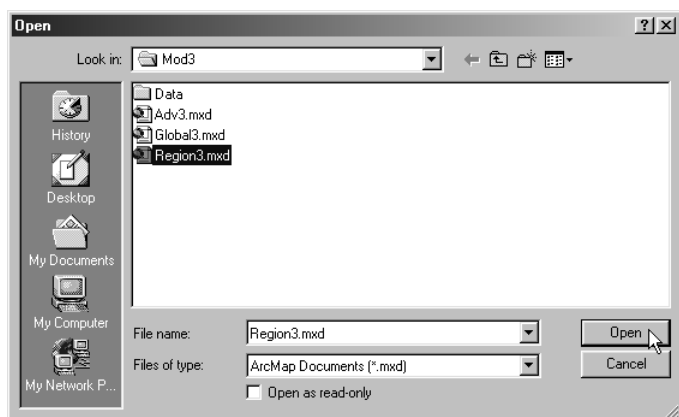 Open
Look in: Mod3
Data
Adv3.mxd
Global3.mxd
Region3.mxd
History
Desktop
My Documents
My Computer
My Network P...
File name: Region3.mxd Open
Files of type: ArcMap Documents (*.mxd) Cancel
Open as read-only